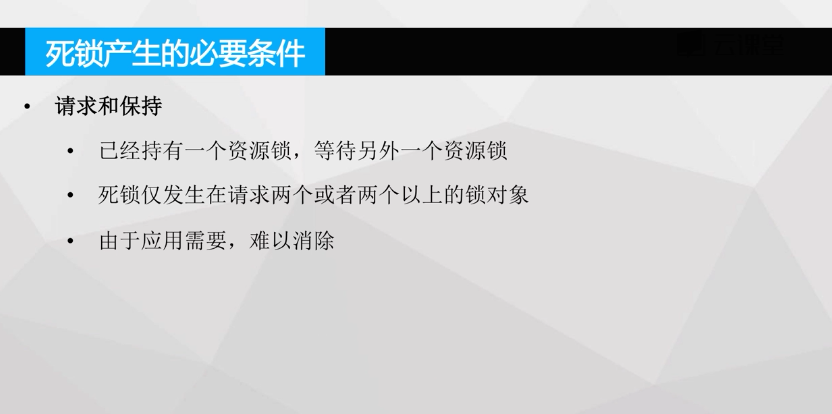 死锁产生的必要条件
• 请求和保持
• 已经持有一个资源锁，等待另外一个资源锁
• 死锁仅发生在请求两个或者两个以上的锁对象
• 由于应用需要，难以消除